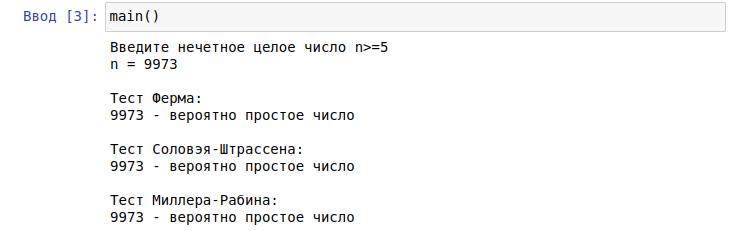 Ввод [3]: main()
Введите нечетное целое число n>=5
n = 9973
Тест Ферма:
9973 - вероятно простое число
Тест Соловэя-Штрассена:
9973 - вероятно простое число
Тест Миллера-Рабина:
9973 - вероятно простое число